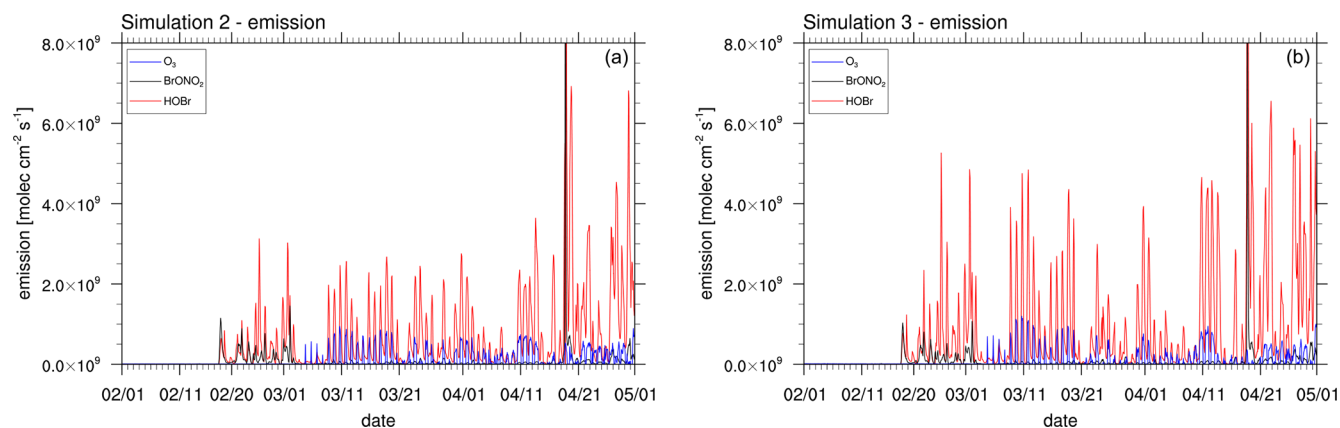 Simulation 2 - emission
(a)
O₃
BrONO₂
HOBr
emission [molec cm⁻² s⁻¹]
8.0×10⁹
6.0×10⁹
4.0×10⁹
2.0×10⁹
0.0×10⁹
02/01 02/11 02/20 03/01 03/11 03/21 04/01 04/11 04/21 05/01
date
Simulation 3 - emission
(b)
O₃
BrONO₂
HOBr
emission [molec cm⁻² s⁻¹]
8.0×10⁹
6.0×10⁹
4.0×10⁹
2.0×10⁹
0.0×10⁹
02/01 02/11 02/20 03/01 03/11 03/21 04/01 04/11 04/21 05/01
date